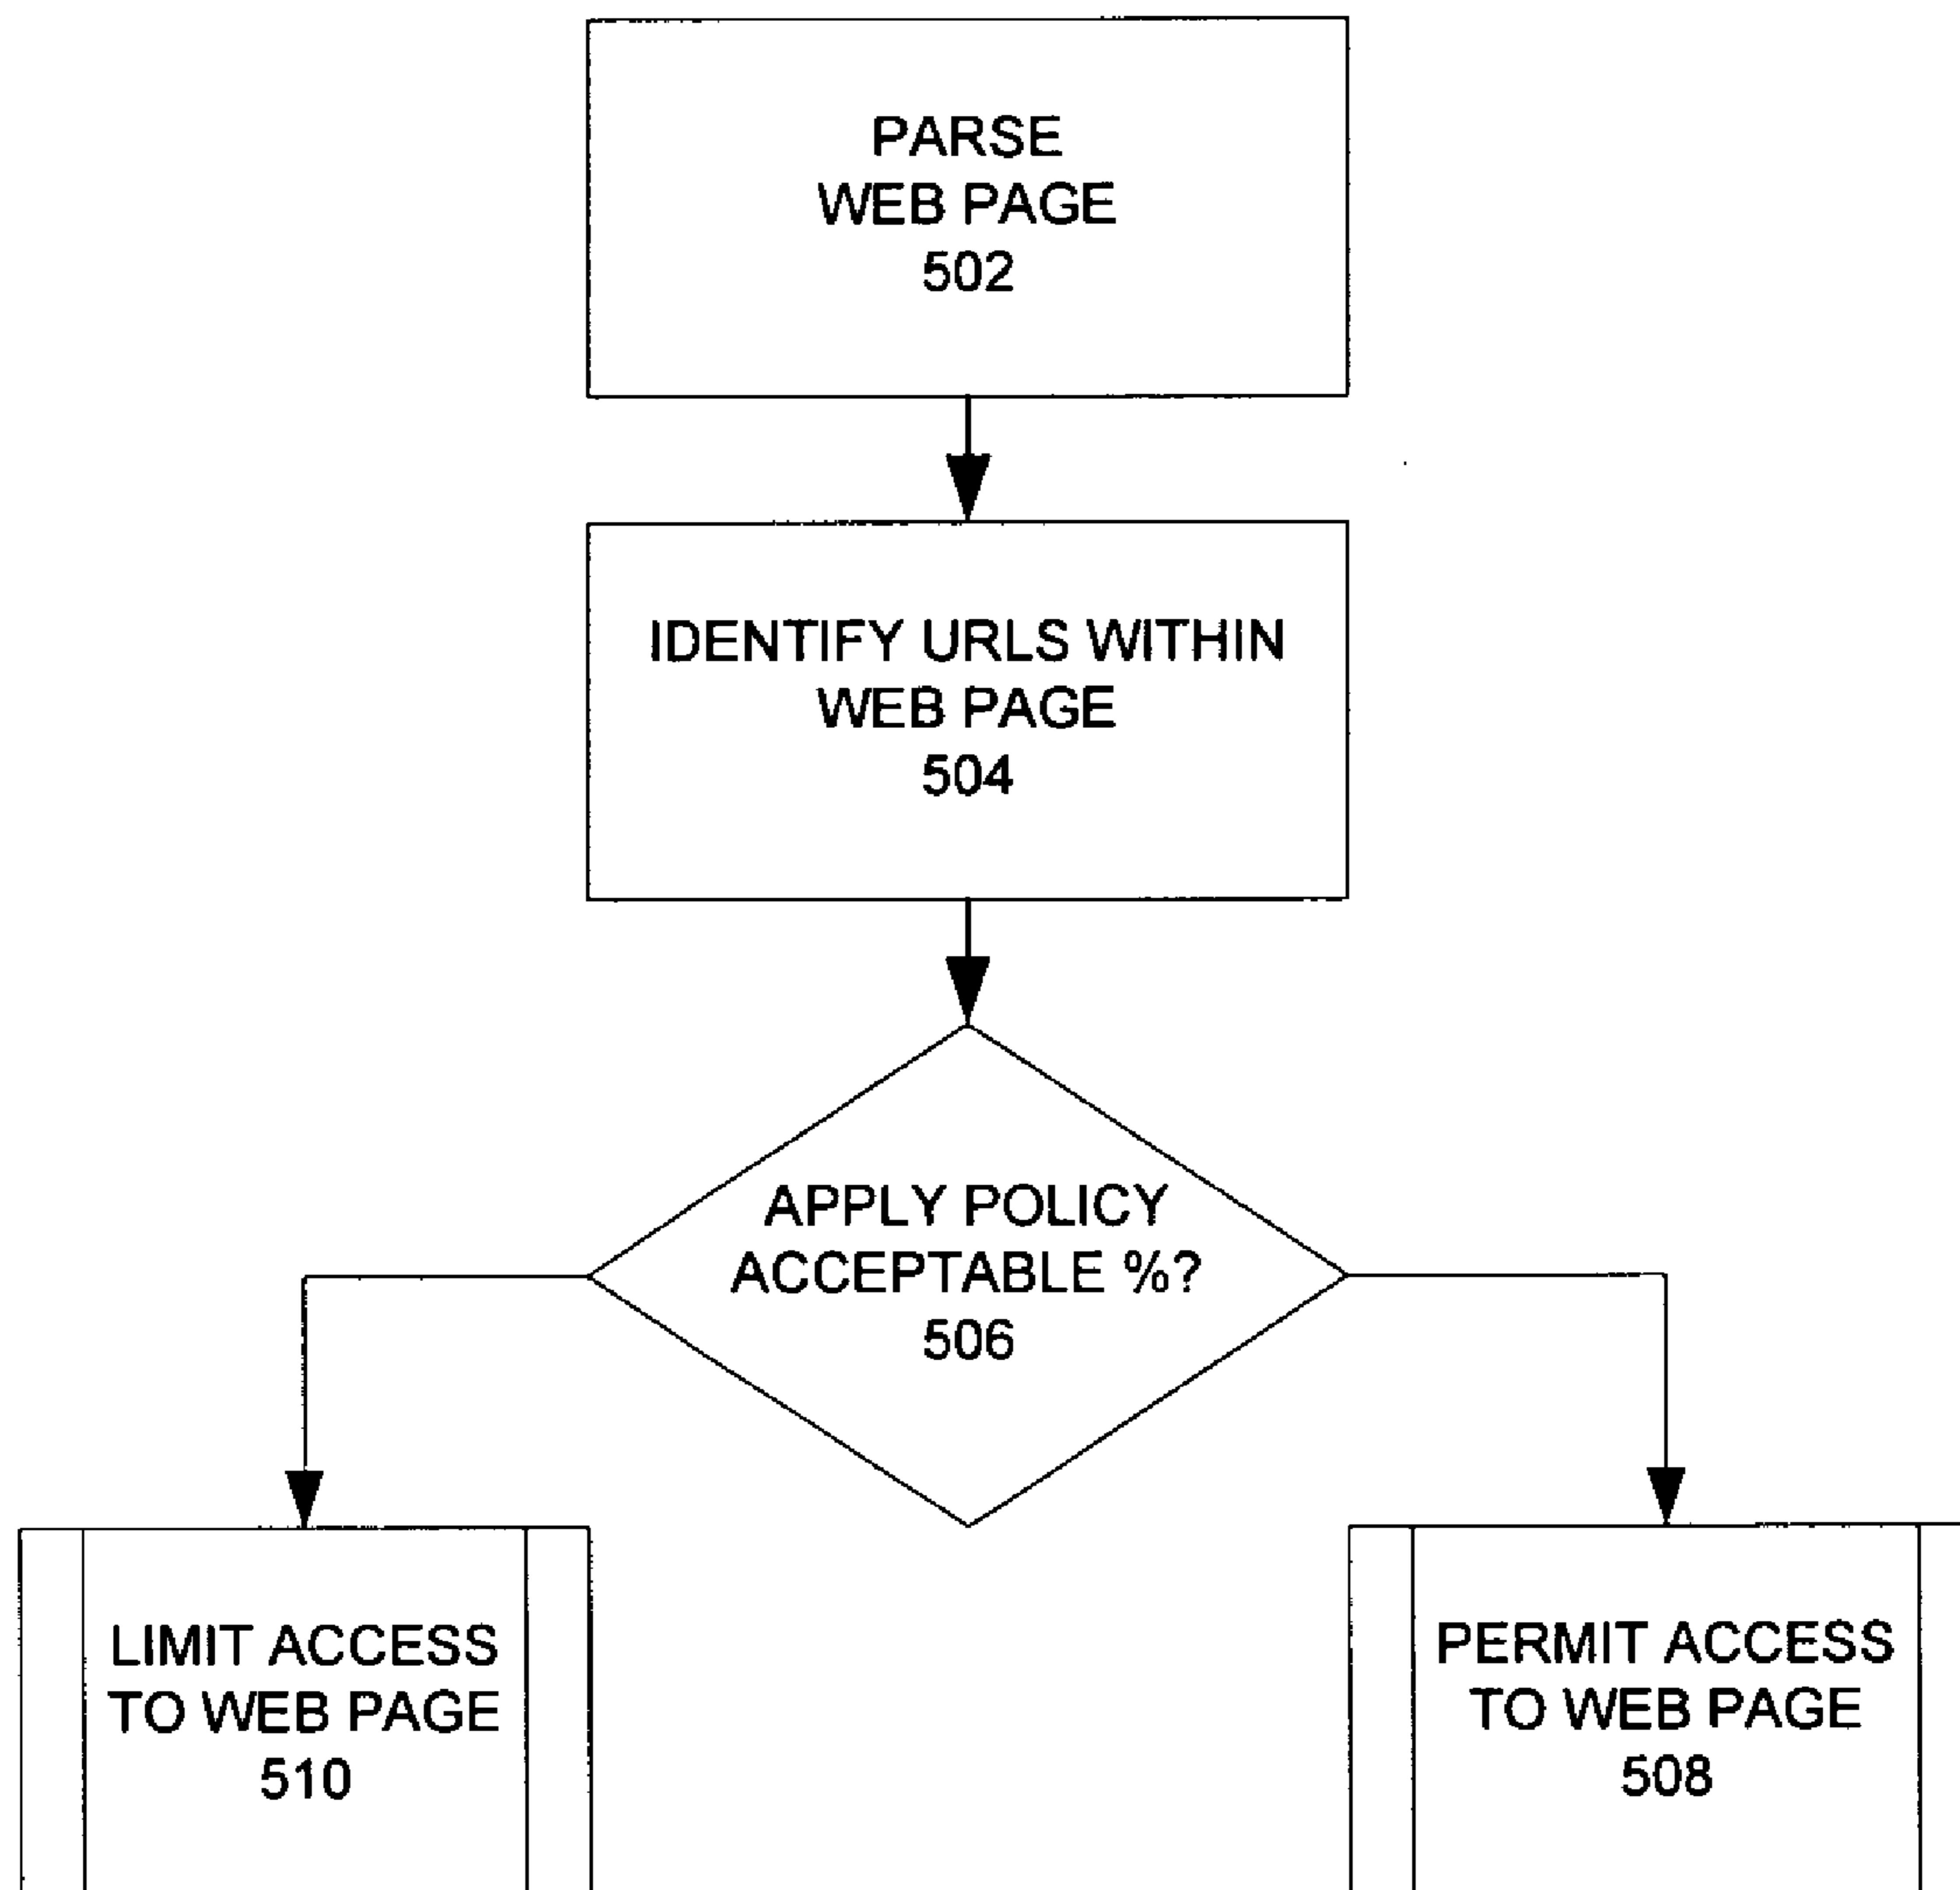 PARSE
WEB PAGE
502
IDENTIFY URLS WITHIN
WEB PAGE
504
APPLY POLICY
ACCEPTABLE %?
506
LIMIT ACCESS
TO WEB PAGE
510
PERMIT ACCESS
TO WEB PAGE
508